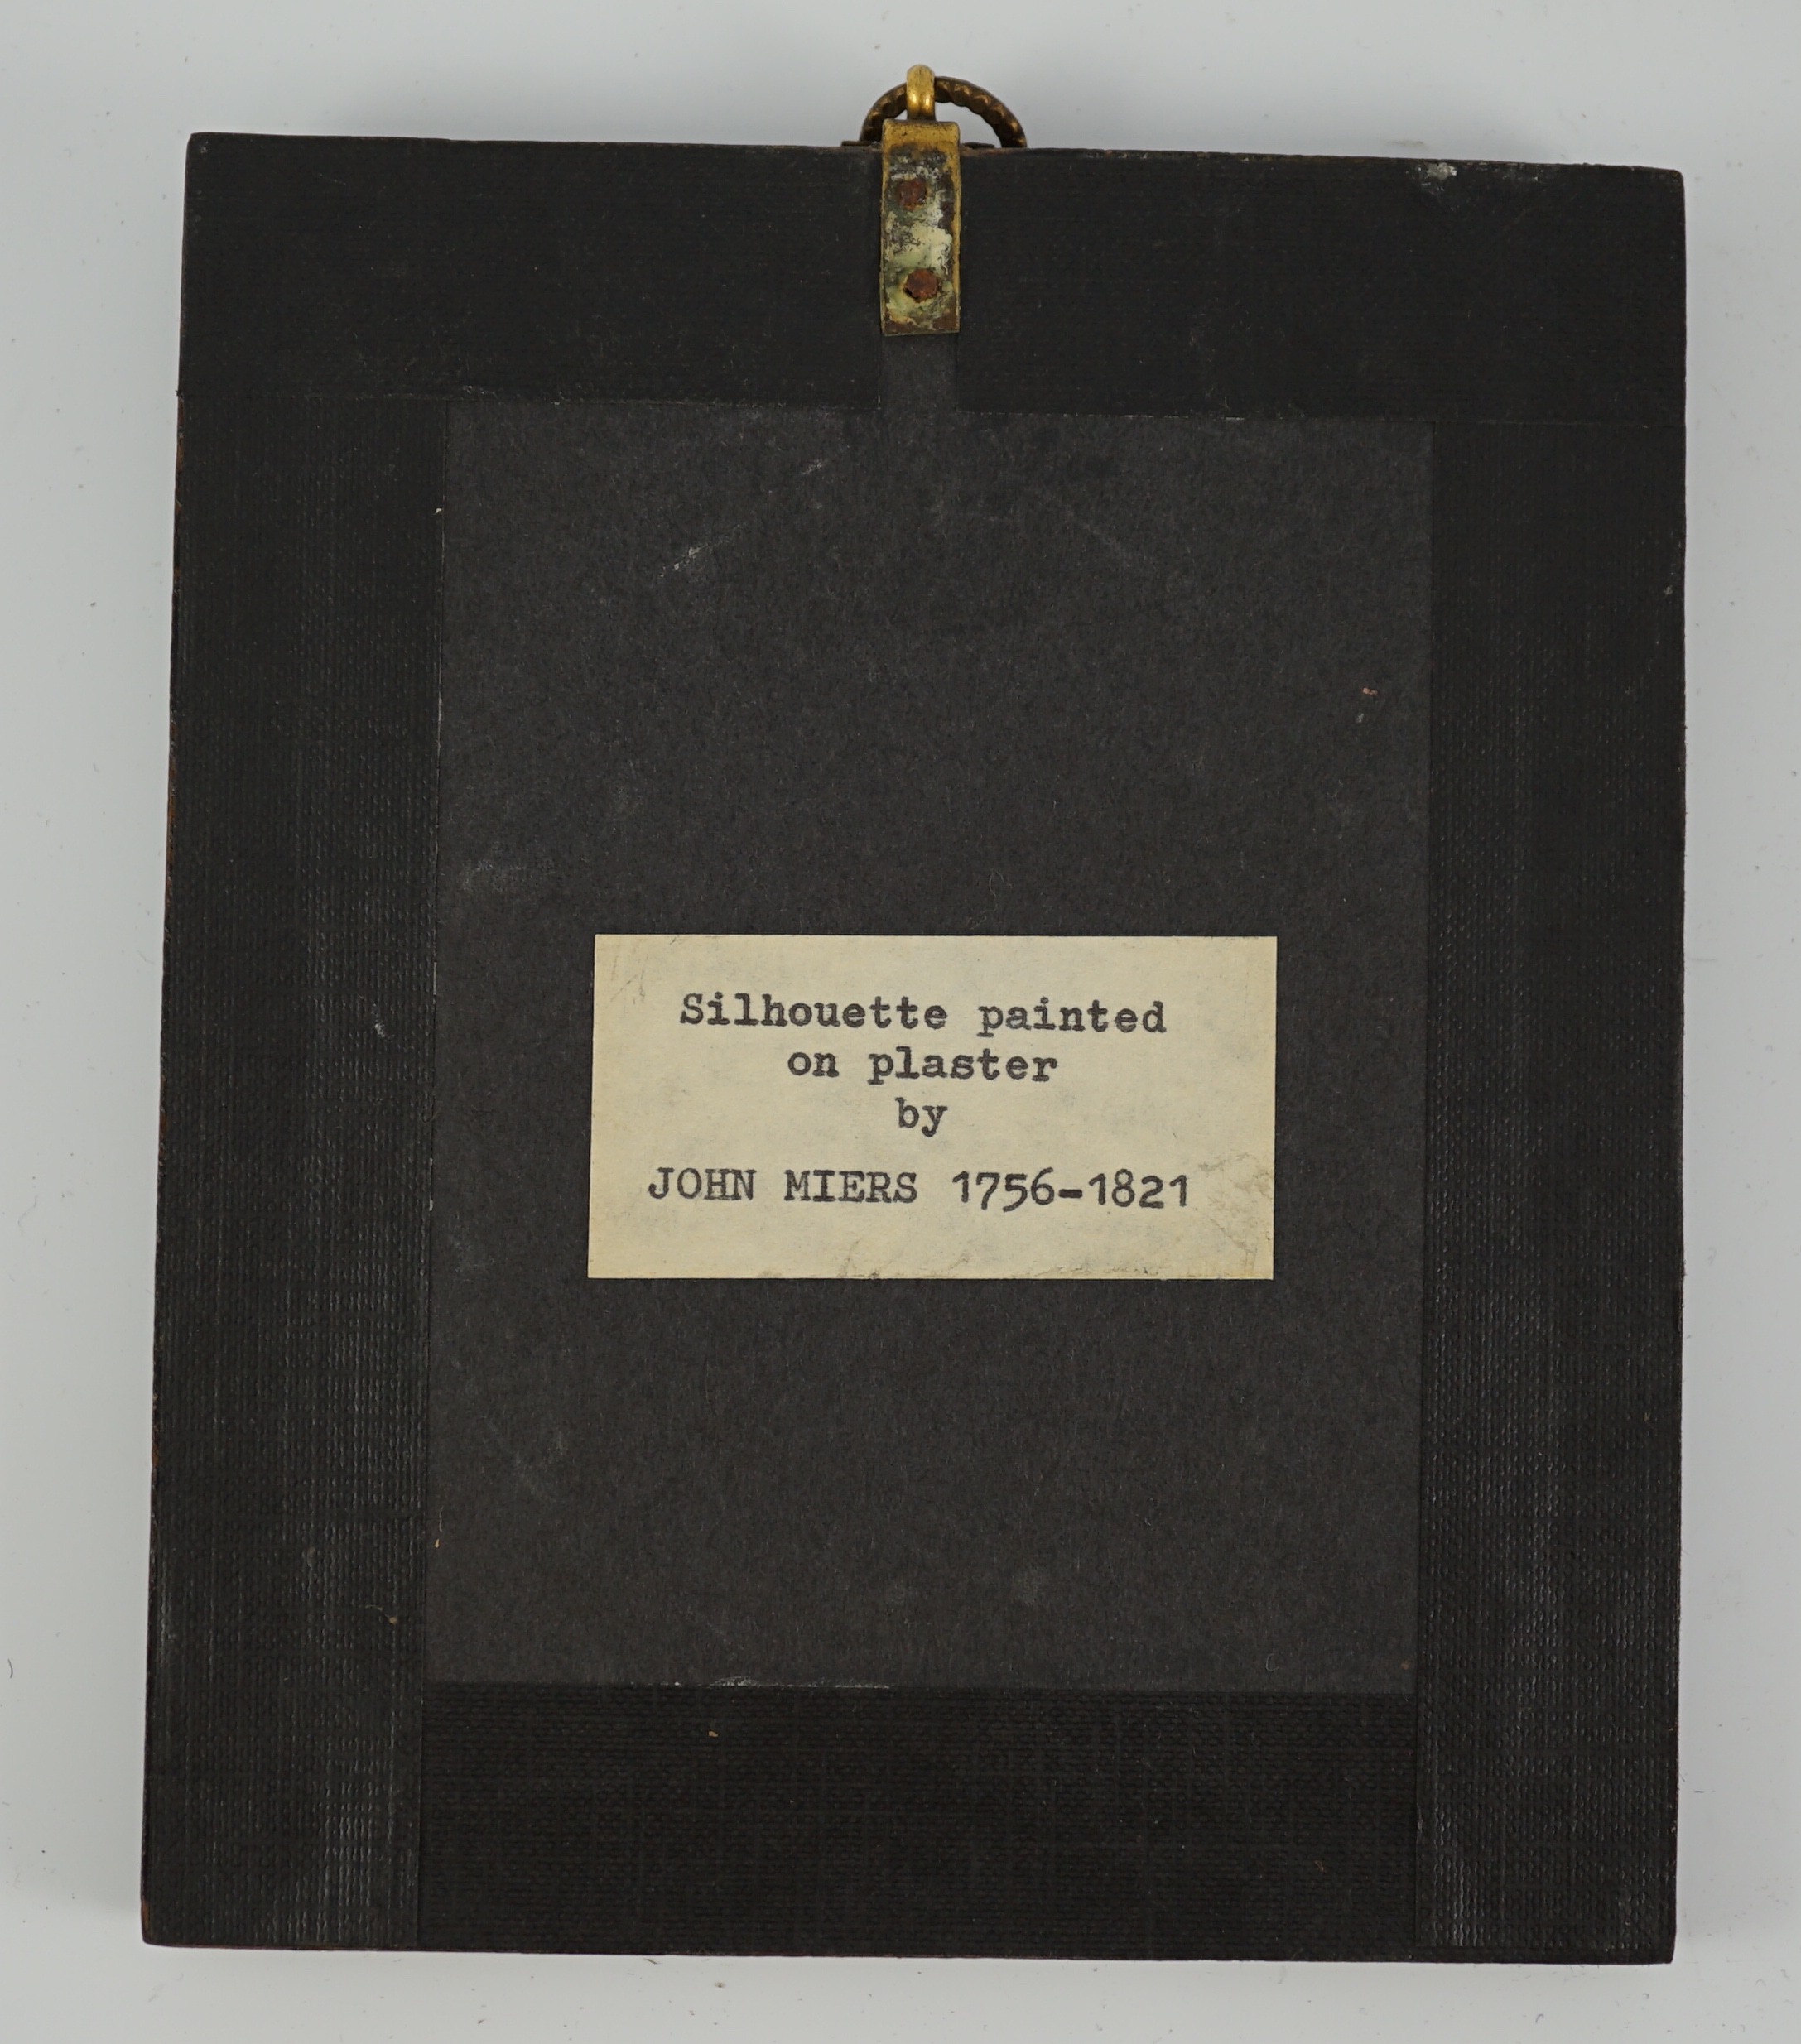 Silhouette painted
on plaster
by
JOHN MIERS 1756-1821